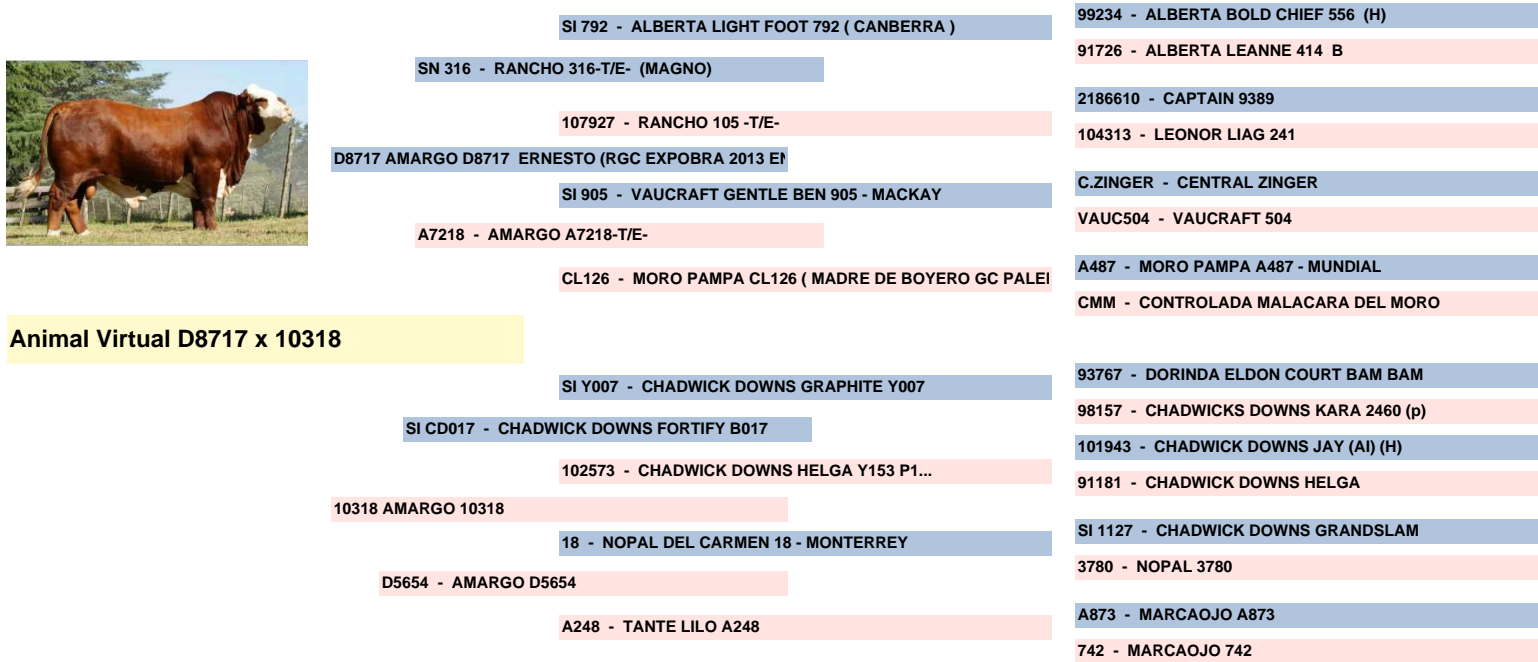 SI 792 - ALBERTA LIGHT FOOT 792 ( CANBERRA )
99234 - ALBERTA BOLD CHIEF 556 (H)
91726 - ALBERTA LEANNE 414 B
SN 316 - RANCHO 316-T/E- (MAGNO)
2186610 - CAPTAIN 9389
107927 - RANCHO 105 -T/E-
104313 - LEONOR LIAG 241
D8717 AMARGO D8717 ERNESTO (RGC EXPOBRA 2013 EN
SI 905 - VAUCRAFT GENTLE BEN 905 - MACKAY
C.ZINGER - CENTRAL ZINGER
VAUC504 - VAUCRAFT 504
A7218 - AMARGO A7218-T/E-
CL126 - MORO PAMPA CL126 ( MADRE DE BOYERO GC PALE
A487 - MORO PAMPA A487 - MUNDIAL
CMM - CONTROLADA MALACARA DEL MORO
Animal Virtual D8717 x 10318
SI Y007 - CHADWICK DOWNS GRAPHITE Y007
93767 - DORINDA ELDON COURT BAM BAM
98157 - CHADWICKS DOWNS KARA 2460 (p)
SI CD017 - CHADWICK DOWNS FORTIFY B017
101943 - CHADWICK DOWNS JAY (AI) (H)
102573 - CHADWICK DOWNS HELGA Y153 P1...
91181 - CHADWICK DOWNS HELGA
10318 AMARGO 10318
18 - NOPAL DEL CARMEN 18 - MONTERREY
SI 1127 - CHADWICK DOWNS GRANDSLAM
3780 - NOPAL 3780
D5654 - AMARGO D5654
A248 - TANTE LILO A248
A873 - MARCAOJO A873
742 - MARCAOJO 742